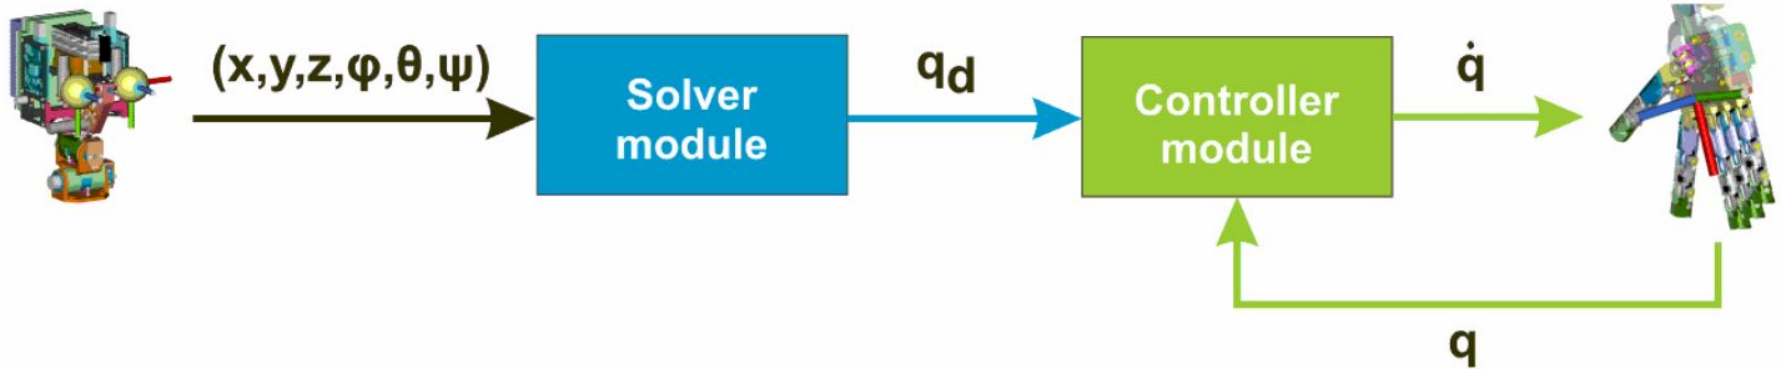 (x,y,z,φ,θ,ψ)
Solver
module
qd
Controller
module
q̇
q